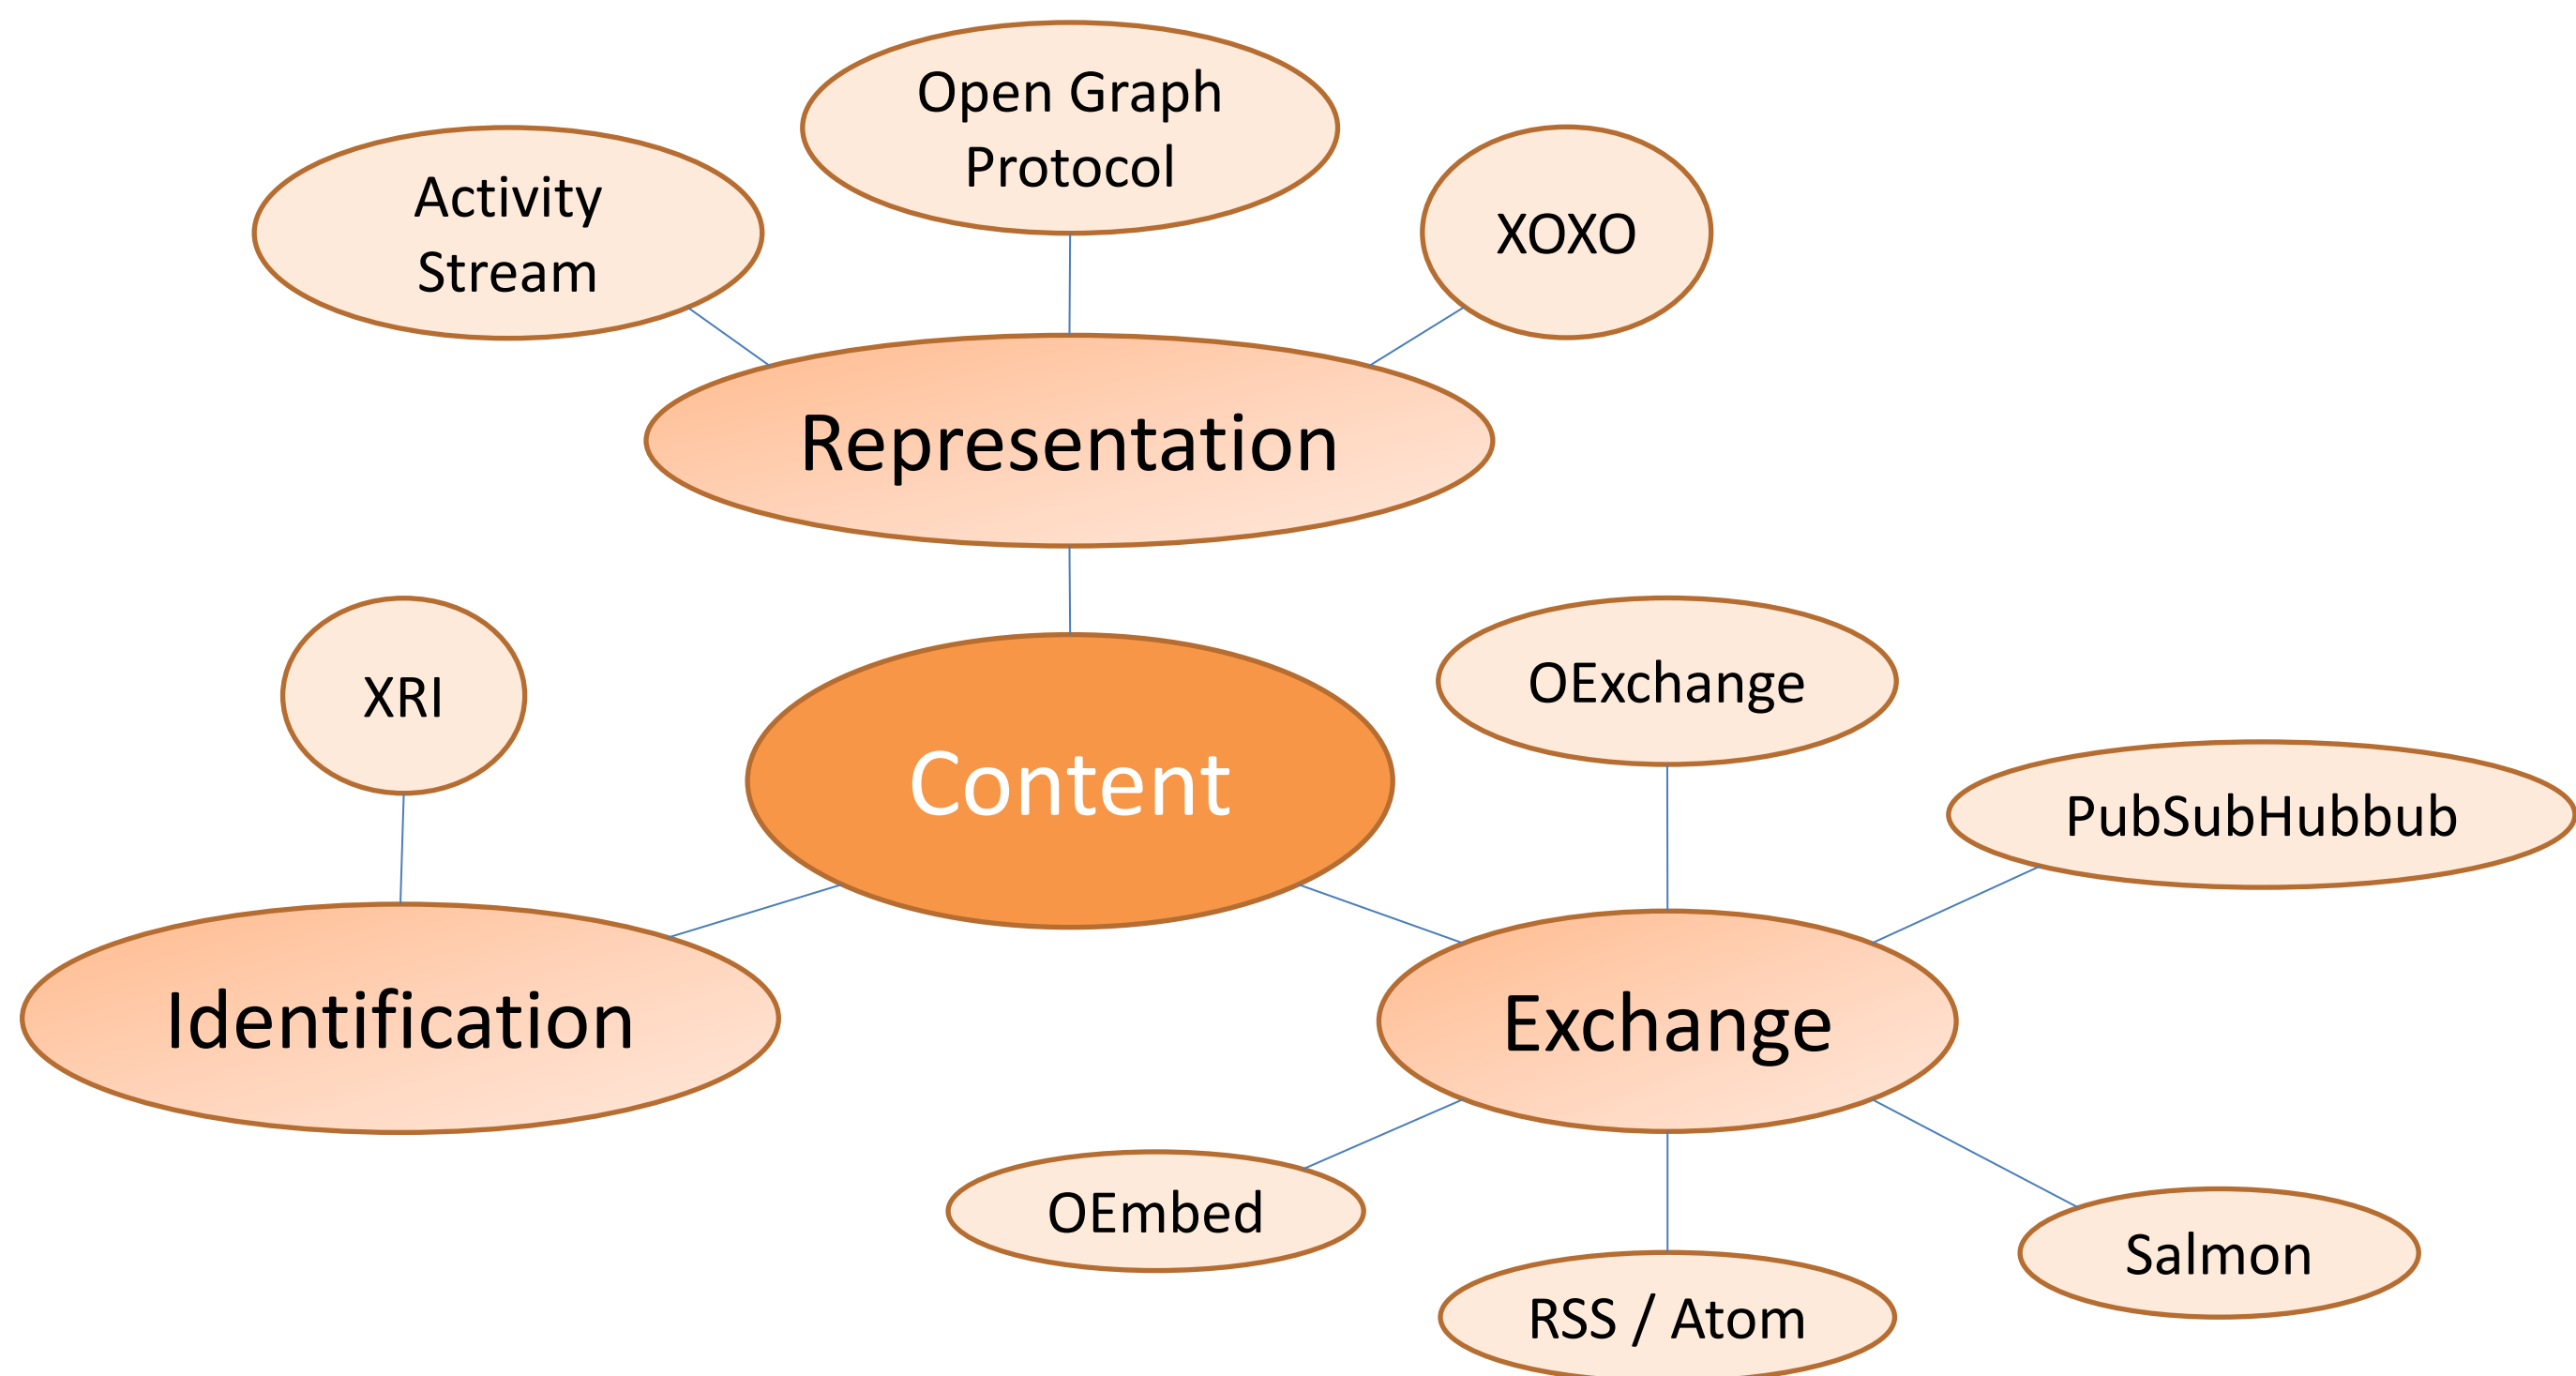 Open Graph
Protocol
Activity
Stream
XOXO
Representation
XRI
OExchange
Content
PubSubHubbub
Identification
Exchange
OEmbed
Salmon
RSS / Atom